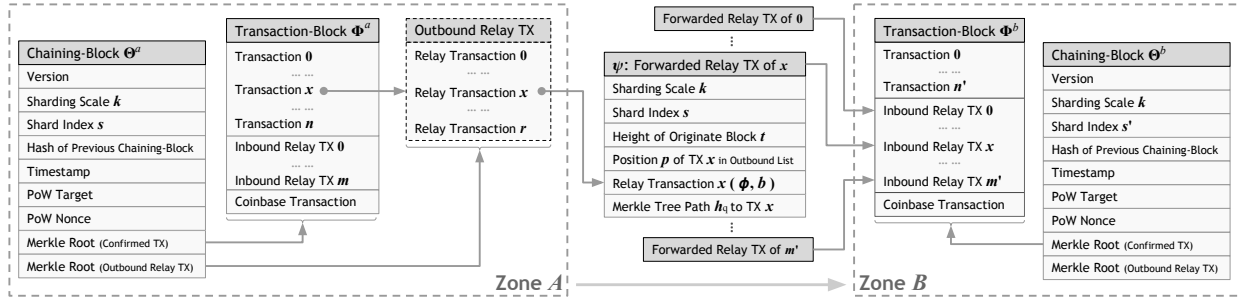 Chaining-Block Θᵃ
Version
Sharding Scale k
Shard Index s
Hash of Previous Chaining-Block
Timestamp
PoW Target
PoW Nonce
Merkle Root (Confirmed TX)
Merkle Root (Outbound Relay TX)
Transaction-Block Φᵃ
Transaction 0
... ...
Transaction x
... ...
Transaction n
Inbound Relay TX 0
... ...
Inbound Relay TX m
Coinbase Transaction
Outbound Relay TX
Relay Transaction 0
... ...
Relay Transaction x
... ...
Relay Transaction r
Zone A
Forwarded Relay TX of 0
⋮
ψ: Forwarded Relay TX of x
Sharding Scale k
Shard Index s
Height of Originate Block t
Position p of TX x in Outbound List
Relay Transaction x ( ϕ, b )
Merkle Tree Path hq to TX x
⋮
Forwarded Relay TX of m'
Zone B
Transaction-Block Φᵇ
Transaction 0
... ...
Transaction n'
Inbound Relay TX 0
... ...
Inbound Relay TX x
... ...
Inbound Relay TX m'
Coinbase Transaction
Chaining-Block Θᵇ
Version
Sharding Scale k
Shard Index s'
Hash of Previous Chaining-Block
Timestamp
PoW Target
PoW Nonce
Merkle Root (Confirmed TX)
Merkle Root (Outbound Relay TX)